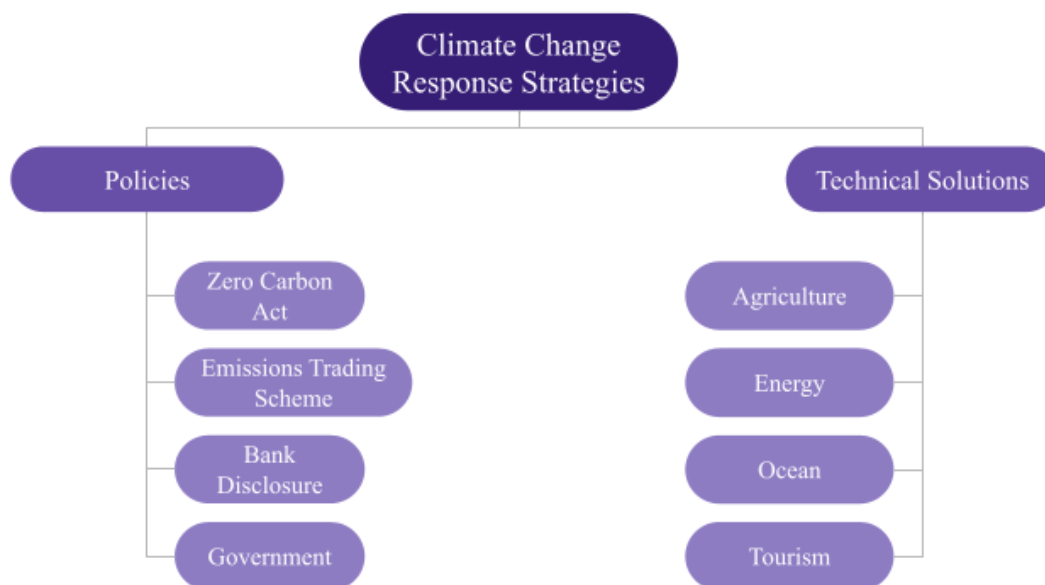 Climate Change
Response Strategies
Policies
Technical Solutions
Zero Carbon
Act
Emissions Trading
Scheme
Bank
Disclosure
Government
Agriculture
Energy
Ocean
Tourism